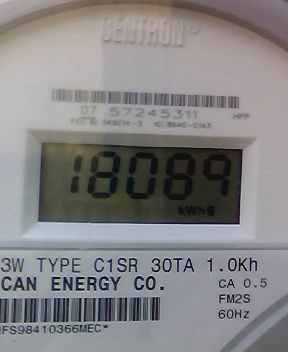 CENTRON®
07 57245311 HPP
18089
kWh
3W TYPE C1SR 30TA 1.0Kh
CAN ENERGY CO.
CA 0.5
FM2S
60Hz
FS98410366MEC*